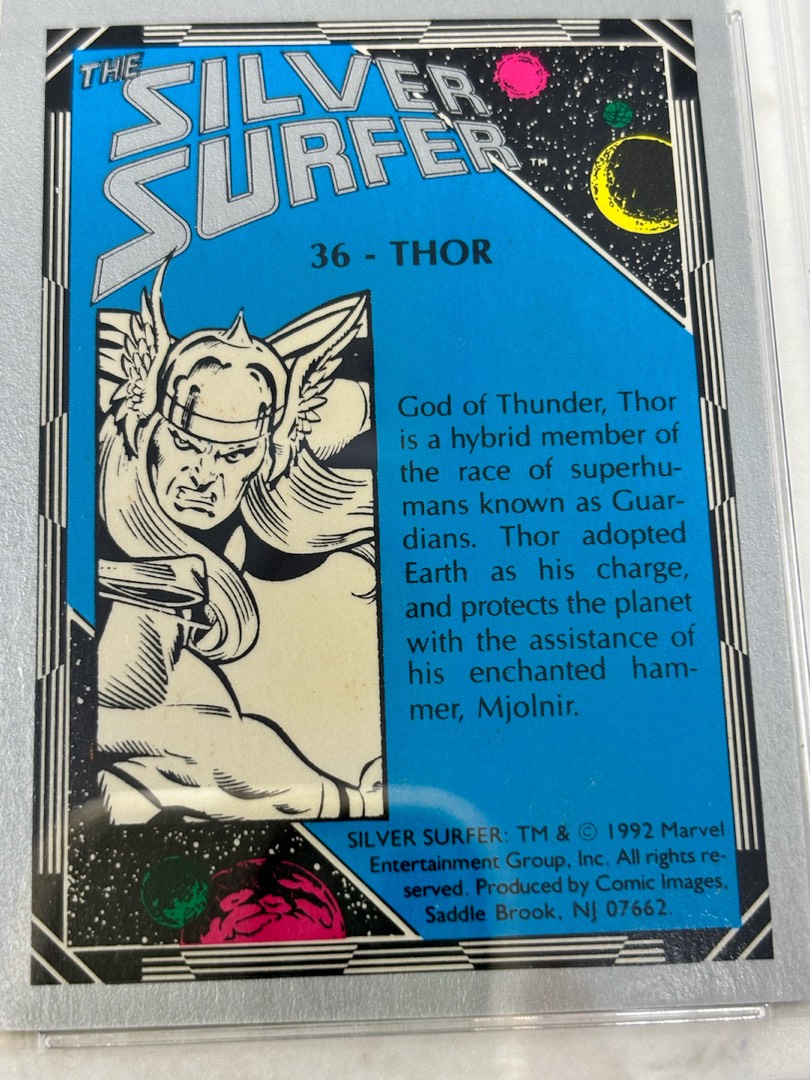 THE
SILVER
SURFER™
36 - THOR
God of Thunder, Thor
is a hybrid member of
the race of superhu-
mans known as Guar-
dians. Thor adopted
Earth as his charge,
and protects the planet
with the assistance of
his enchanted ham-
mer, Mjolnir.
SILVER SURFER: TM & © 1992 Marvel
Entertainment Group, Inc. All rights re-
served. Produced by Comic Images,
Saddle Brook, NJ 07662.